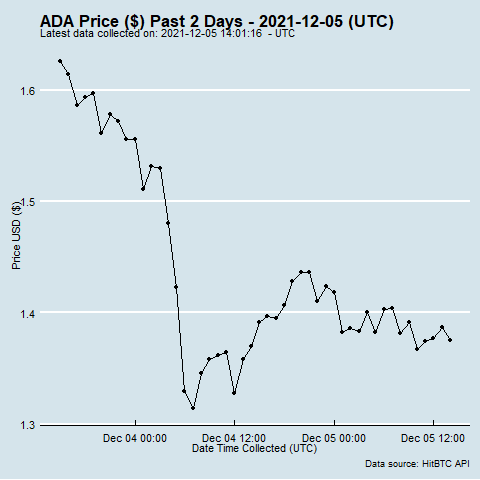 ADA Price ($) Past 2 Days - 2021-12-05 (UTC)
Latest data collected on: 2021-12-05 14:01:16 - UTC
1.6
1.5
Price USD ($)
1.4
1.3
Dec 04 00:00 Dec 04 12:00 Dec 05 00:00 Dec 05 12:00
Date Time Collected (UTC)
Data source: HitBTC API